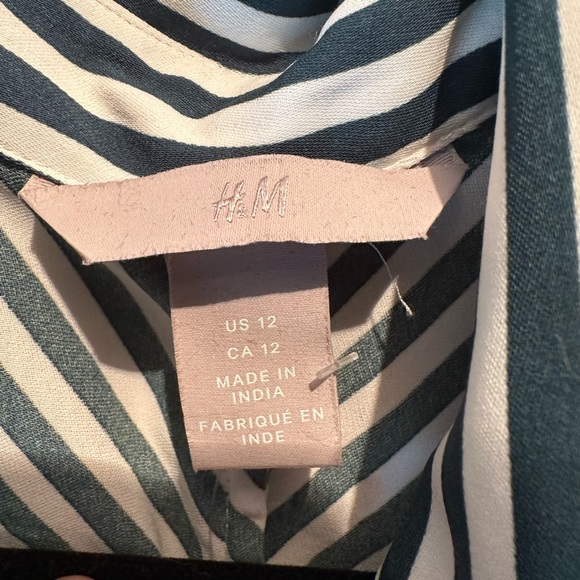 H&M
US 12
CA 12
MADE IN
INDIA
FABRIQUÉ EN
INDE